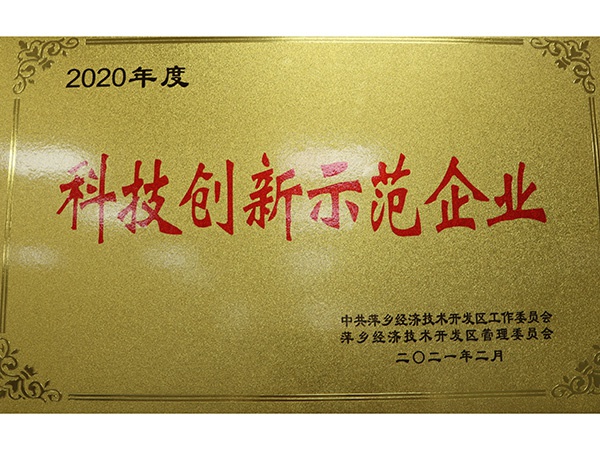 2020年度
科技创新示范企业
中共萍乡经济技术开发区工作委员会
萍乡经济技术开发区管理委员会
二〇二一年二月